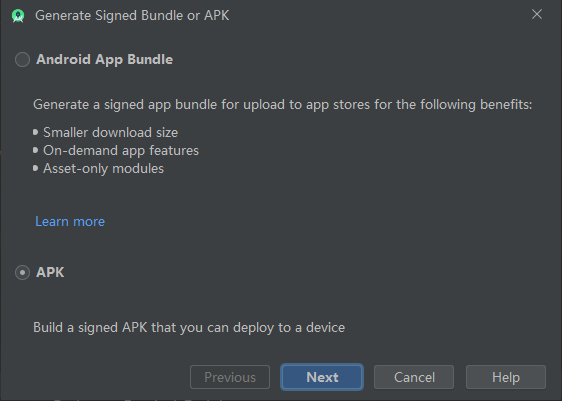 Generate Signed Bundle or APK
Android App Bundle
Generate a signed app bundle for upload to app stores for the following benefits:
Smaller download size
On-demand app features
Asset-only modules
Learn more
APK
Build a signed APK that you can deploy to a device
Previous Next Cancel Help